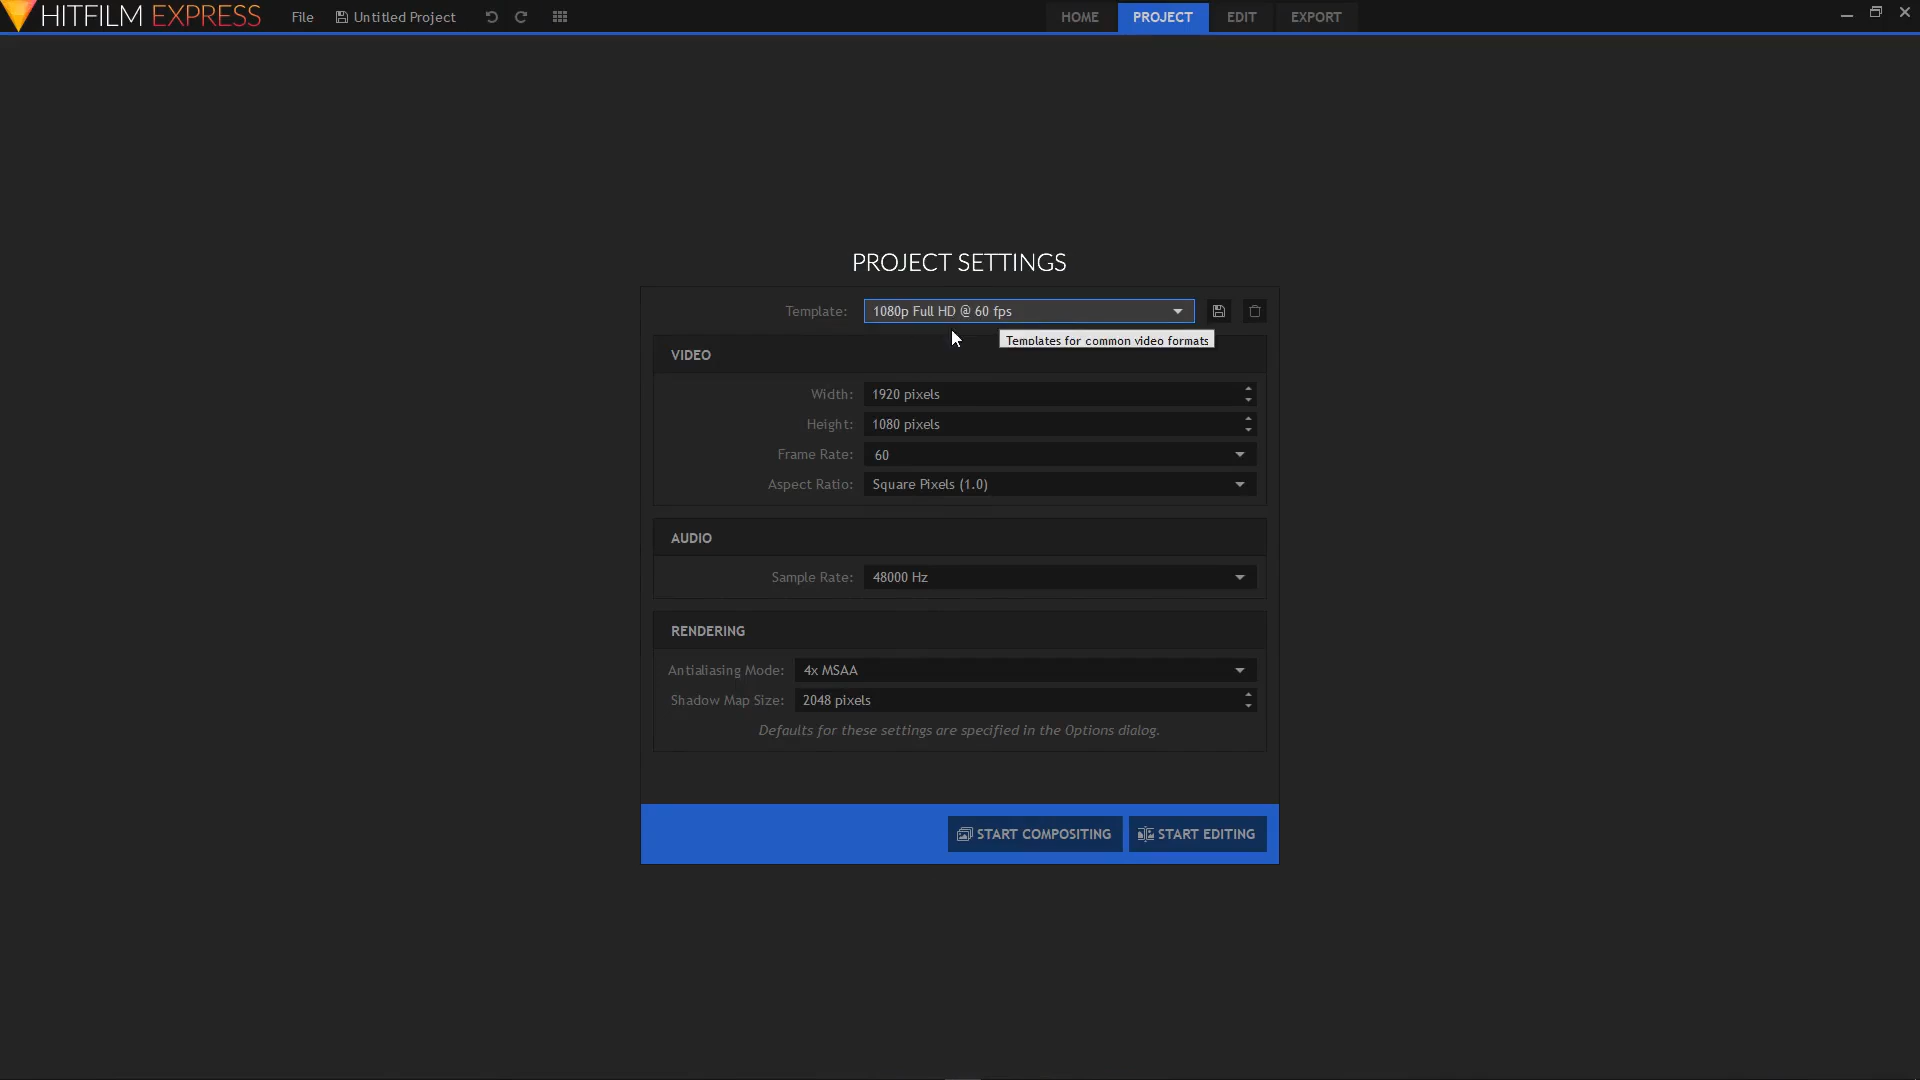 HITFILM EXPRESS File Untitled Project HOME PROJECT EDIT EXPORT
PROJECT SETTINGS
Template: 1080p Full HD @ 60 fps
Templates for common video formats
VIDEO
Width: 1920 pixels
Height: 1080 pixels
Frame Rate: 60
Aspect Ratio: Square Pixels (1.0)
AUDIO
Sample Rate: 48000 Hz
RENDERING
Antialiasing Mode: 4x MSAA
Shadow Map Size: 2048 pixels
Defaults for these settings are specified in the Options dialog.
START COMPOSITING START EDITING